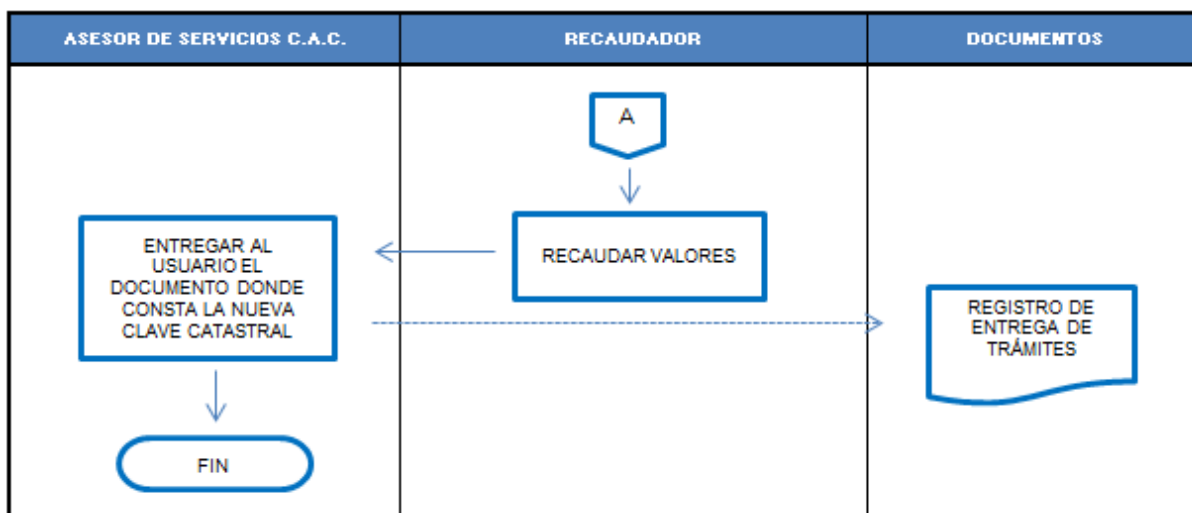 ASESOR DE SERVICIOS C.A.C.
RECAUDADOR
DOCUMENTOS
A
RECAUDAR VALORES
ENTREGAR AL
USUARIO EL
DOCUMENTO DONDE
CONSTA LA NUEVA
CLAVE CATASTRAL
REGISTRO DE
ENTREGA DE
TRÁMITES
FIN